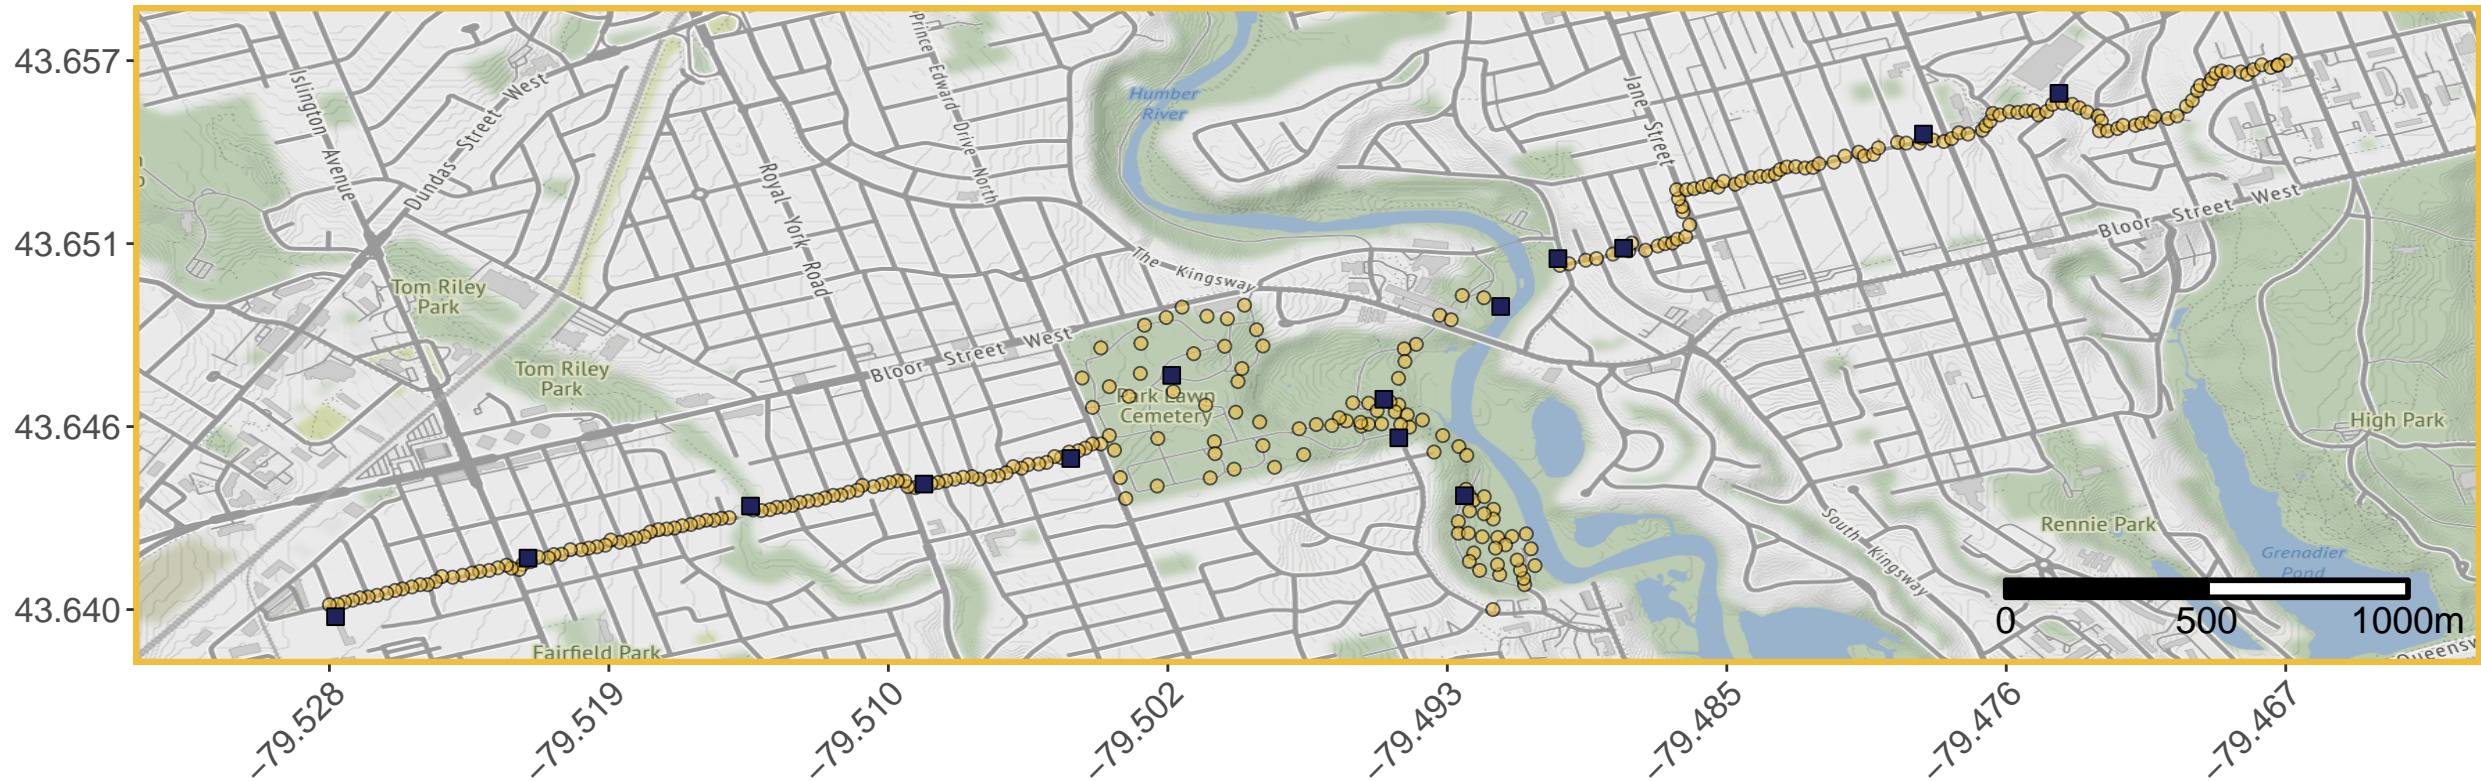 43.657
43.651
43.646
43.640
Islington Avenue
Dundas Street West
Prince Edward Drive North
Royal York Road
Humber
River
Jane Street
Bloor Street West
The Kingsway
Tom Riley
Park
Tom Riley
Park
Bloor Street West
Park Lawn
Cemetery
High Park
Rennie Park
South Kingsway
Grenadier
Pond
Fairfield Park
0 500 1000m
−79.528
−79.519
−79.510
−79.502
−79.493
−79.485
−79.476
−79.467